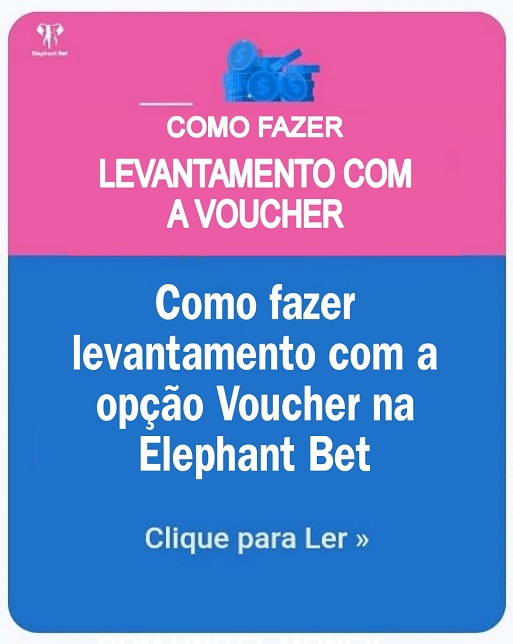 Elephant Bet
COMO FAZER
LEVANTAMENTO COM
A VOUCHER
Como fazer
levantamento com a
opção Voucher na
Elephant Bet
Clique para Ler »